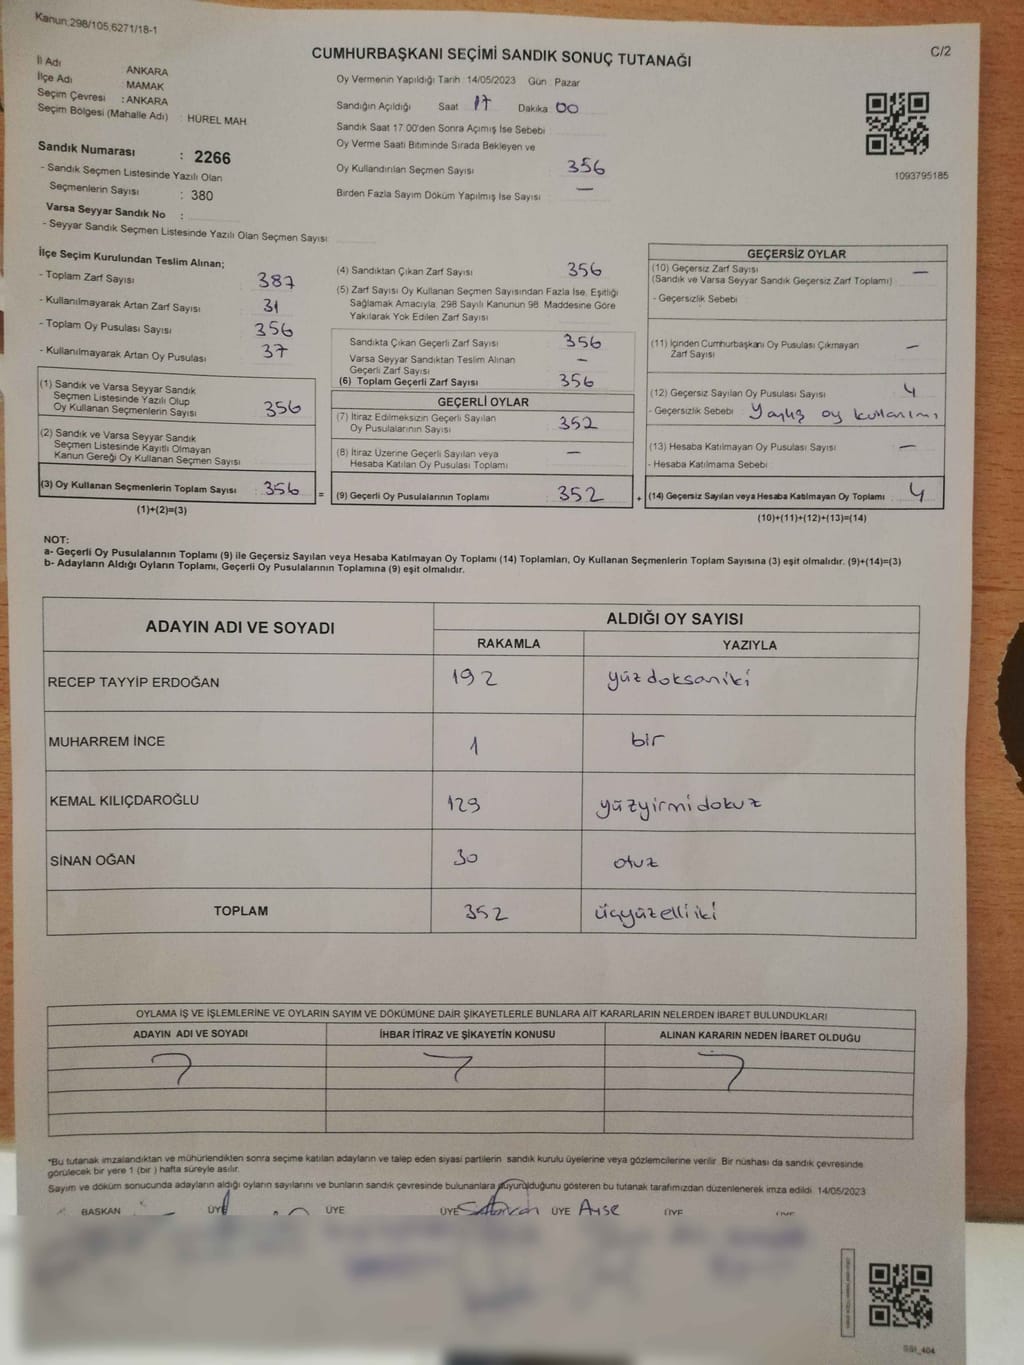 Kanun:298/105,6271/18-1
C/2
CUMHURBAŞKANI SEÇİMİ SANDIK SONUÇ TUTANAĞI
İl Adı ANKARA
İlçe Adı : MAMAK
Seçim Çevresi : ANKARA
Seçim Bölgesi (Mahalle Adı) : HÜREL MAH
Sandık Numarası : 2266
- Sandık Seçmen Listesinde Yazılı Olan
Seçmenlerin Sayısı : 380
Varsa Seyyar Sandık No :
- Seyyar Sandık Seçmen Listesinde Yazılı Olan Seçmen Sayısı
Oy Vermenin Yapıldığı Tarih 14/05/2023 Gün : Pazar
Sandığın Açıldığı Saat 17 Dakika 00
Sandık Saat 17:00'den Sonra Açımış İse Sebebi
Oy Verme Saati Bitiminde Sırada Bekleyen ve
Oy Kullandırılan Seçmen Sayısı 356
Birden Fazla Sayım Döküm Yapılmış İse Sayısı —
1093795185
İlçe Seçim Kurulundan Teslim Alınan;
- Toplam Zarf Sayısı 387
- Kullanılmayarak Artan Zarf Sayısı 31
- Toplam Oy Pusulası Sayısı 356
- Kullanılmayarak Artan Oy Pusulası 37
(1) Sandık ve Varsa Seyyar Sandık
Seçmen Listesinde Yazılı Olup
Oy Kullanan Seçmenlerin Sayısı 356
(2) Sandık ve Varsa Seyyar Sandık
Seçmen Listesinde Kayıtlı Olmayan
Kanun Gereği Oy Kullanan Seçmen Sayısı
(3) Oy Kullanan Seçmenlerin Toplam Sayısı : 356 =
(1)+(2)=(3)
(4) Sandıktan Çıkan Zarf Sayısı 356
(5) Zarf Sayısı Oy Kullanan Seçmen Sayısından Fazla İse, Eşitliği
Sağlamak Amacıyla, 298 Sayılı Kanunun 98. Maddesine Göre
Yakılarak Yok Edilen Zarf Sayısı
Sandıkta Çıkan Geçerli Zarf Sayısı 356
Varsa Seyyar Sandıktan Teslim Alınan
Geçerli Zarf Sayısı —
(6) Toplam Geçerli Zarf Sayısı 356
GEÇERLİ OYLAR
(7) İtiraz Edilmeksizin Geçerli Sayılan
Oy Pusulalarının Sayısı 352
(8) İtiraz Üzerine Geçerli Sayılan veya
Hesaba Katılan Oy Pusulası Toplamı —
(9) Geçerli Oy Pusulalarının Toplamı 352 +
GEÇERSİZ OYLAR
(10) Geçersiz Zarf Sayısı —
(Sandık ve Varsa Seyyar Sandık Geçersiz Zarf Toplamı)
- Geçersizlik Sebebi
(11) İçinden Cumhurbaşkanı Oy Pusulası Çıkmayan
Zarf Sayısı —
(12) Geçersiz Sayılan Oy Pusulası Sayısı 4
- Geçersizlik Sebebi Yanlış oy kullanımı
(13) Hesaba Katılmayan Oy Pusulası Sayısı —
- Hesaba Katılmama Sebebi
(14) Geçersiz Sayılan veya Hesaba Katılmayan Oy Toplamı 4
(10)+(11)+(12)+(13)=(14)
NOT:
a- Geçerli Oy Pusulalarının Toplamı (9) ile Geçersiz Sayılan veya Hesaba Katılmayan Oy Toplamı (14) Toplamları, Oy Kullanan Seçmenlerin Toplam Sayısına (3) eşit olmalıdır. (9)+(14)=(3)
b- Adayların Aldığı Oyların Toplamı, Geçerli Oy Pusulalarının Toplamına (9) eşit olmalıdır.
ADAYIN ADI VE SOYADI ALDIĞI OY SAYISI
RAKAMLA YAZIYLA
RECEP TAYYİP ERDOĞAN 192 yüzdoksaniki
MUHARREM İNCE 1 bir
KEMAL KILIÇDAROĞLU 129 yüzyirmidokuz
SİNAN OĞAN 30 otuz
TOPLAM 352 üçyüzelliiki
OYLAMA İŞ VE İŞLEMLERİNE VE OYLARIN SAYIM VE DÖKÜMÜNE DAİR ŞİKAYETLERLE BUNLARA AİT KARARLARIN NELERDEN İBARET BULUNDUKLARI
ADAYIN ADI VE SOYADI İHBAR İTİRAZ VE ŞİKAYETİN KONUSU ALINAN KARARIN NEDEN İBARET OLDUĞU
*Bu tutanak imzalandıktan ve mühürlendikten sonra seçime katılan adayların ve talep eden siyasi partilerin sandık kurulu üyelerine veya gözlemcilerine verilir. Bir nüshası da sandık çevresinde
görülecek bir yere 1 (bir ) hafta süreyle asılır.
Sayım ve döküm sonucunda adayların aldığı oyların sayılarını ve bunların sandık çevresinde bulunanlara duyurulduğunu gösteren bu tutanak tarafımızdan düzenlenerek imza edildi. 14/05/2023
BAŞKAN ÜYE ÜYE ÜYE ÜYE Ayşe ÜYE ÜYE